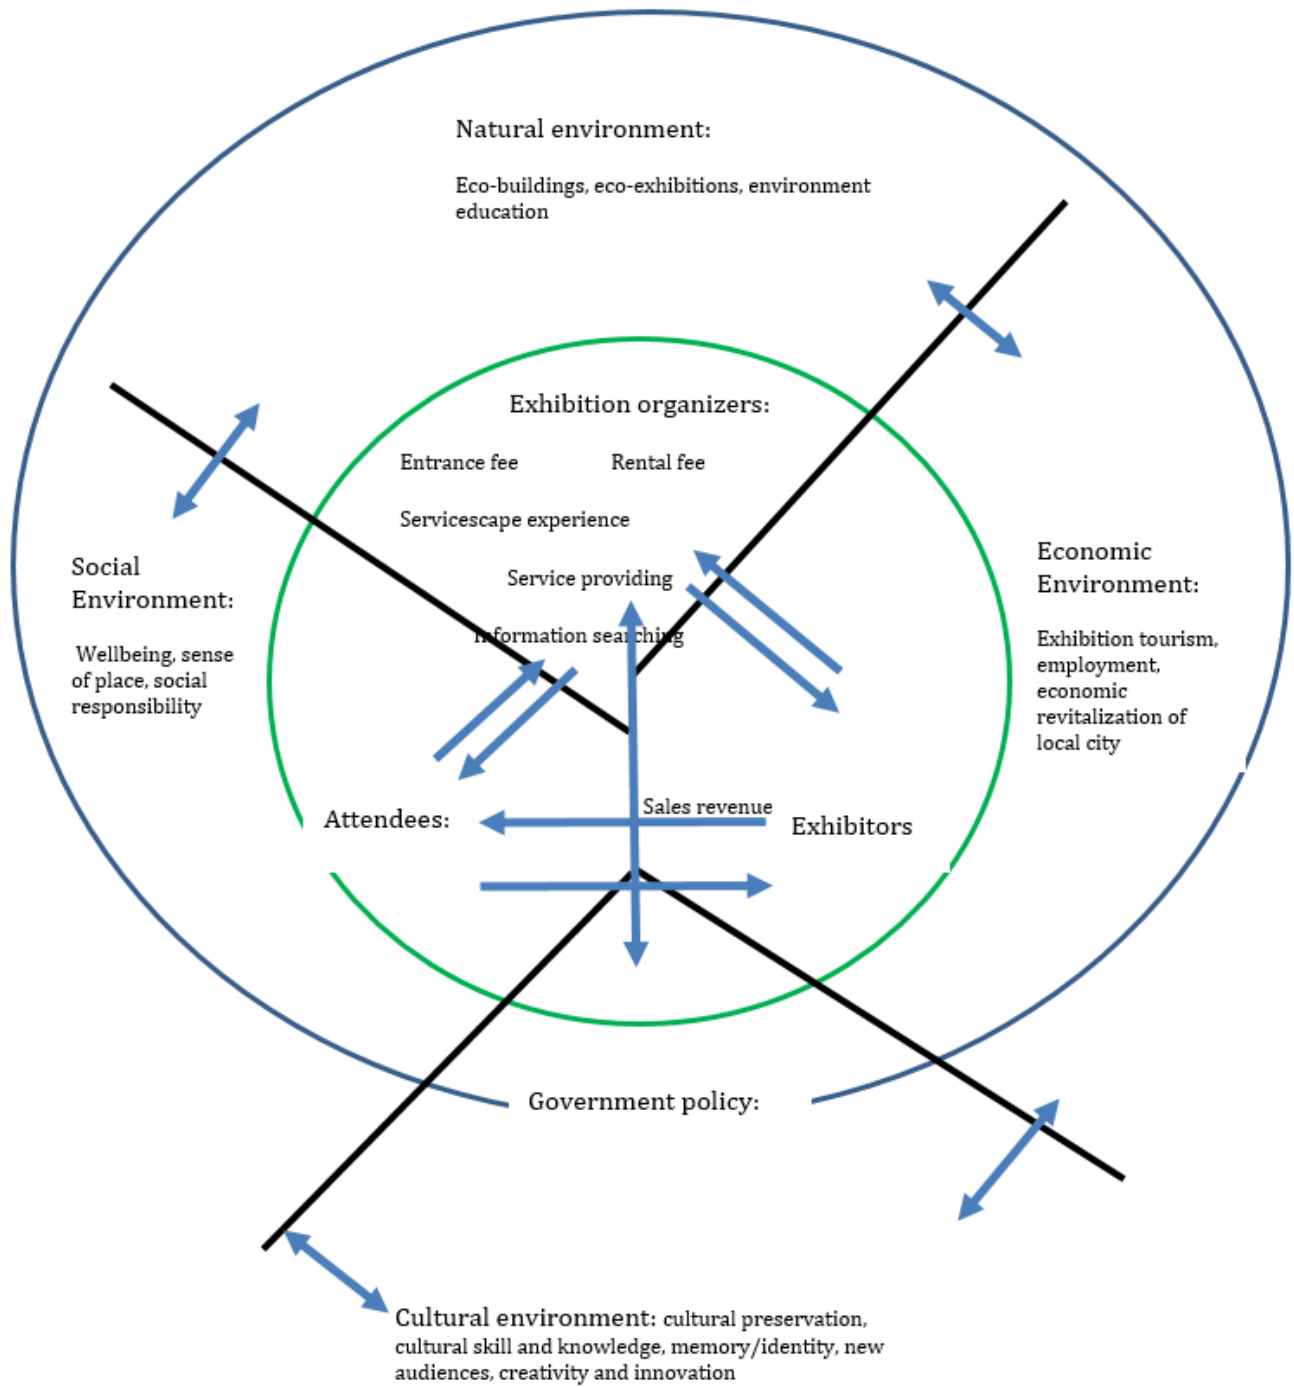 Natural environment:
Eco-buildings, eco-exhibitions, environment
education
Exhibition organizers:
Entrance fee
Rental fee
Servicescape experience
Service providing
Information searching
Social
Environment:
Wellbeing, sense
of place, social
responsibility
Economic
Environment:
Exhibition tourism,
employment,
economic
revitalization of
local city
Sales revenue
Attendees:
Exhibitors
Government policy:
Cultural environment: cultural preservation,
cultural skill and knowledge, memory/identity, new
audiences, creativity and innovation